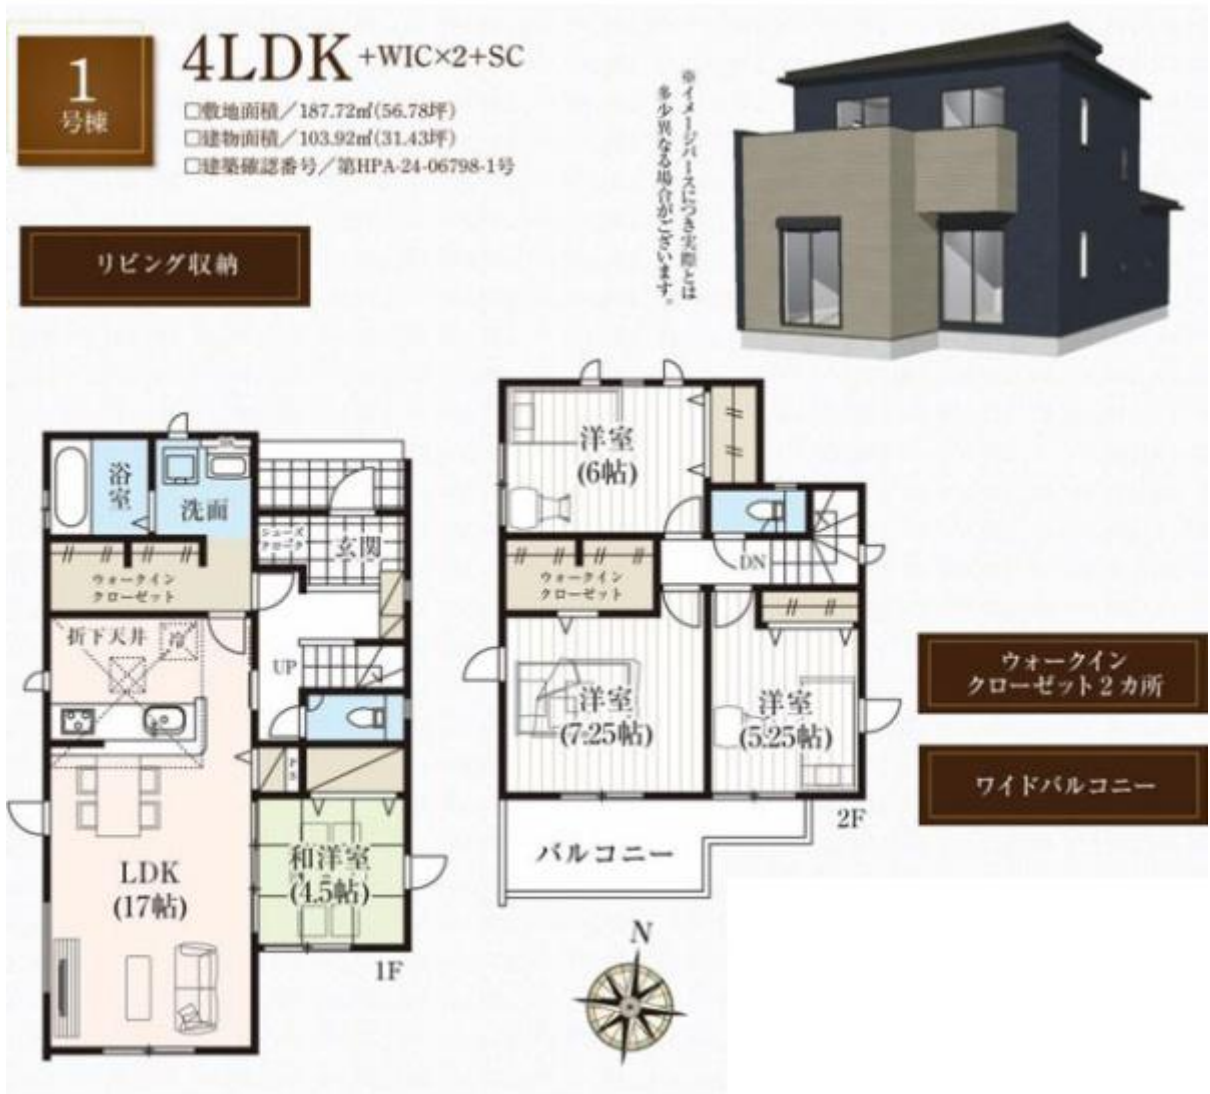 1
号棟
4LDK +WIC×2+SC
□敷地面積／187.72㎡(56.78坪)
□建物面積／103.92㎡(31.43坪)
□建築確認番号／第HPA-24-06798-1号
※イメージパースにつき実際とは
多少異なる場合がございます。
リビング収納
浴室
洗面
シューズ
クローク
玄関
ウォークイン
クローゼット
折下天井
冷
UP
PS
LDK
(17帖)
和洋室
(4.5帖)
1F
洋室
(6帖)
DN
ウォークイン
クローゼット
洋室
(7.25帖)
洋室
(5.25帖)
2F
バルコニー
ウォークイン
クローゼット2カ所
ワイドバルコニー
N